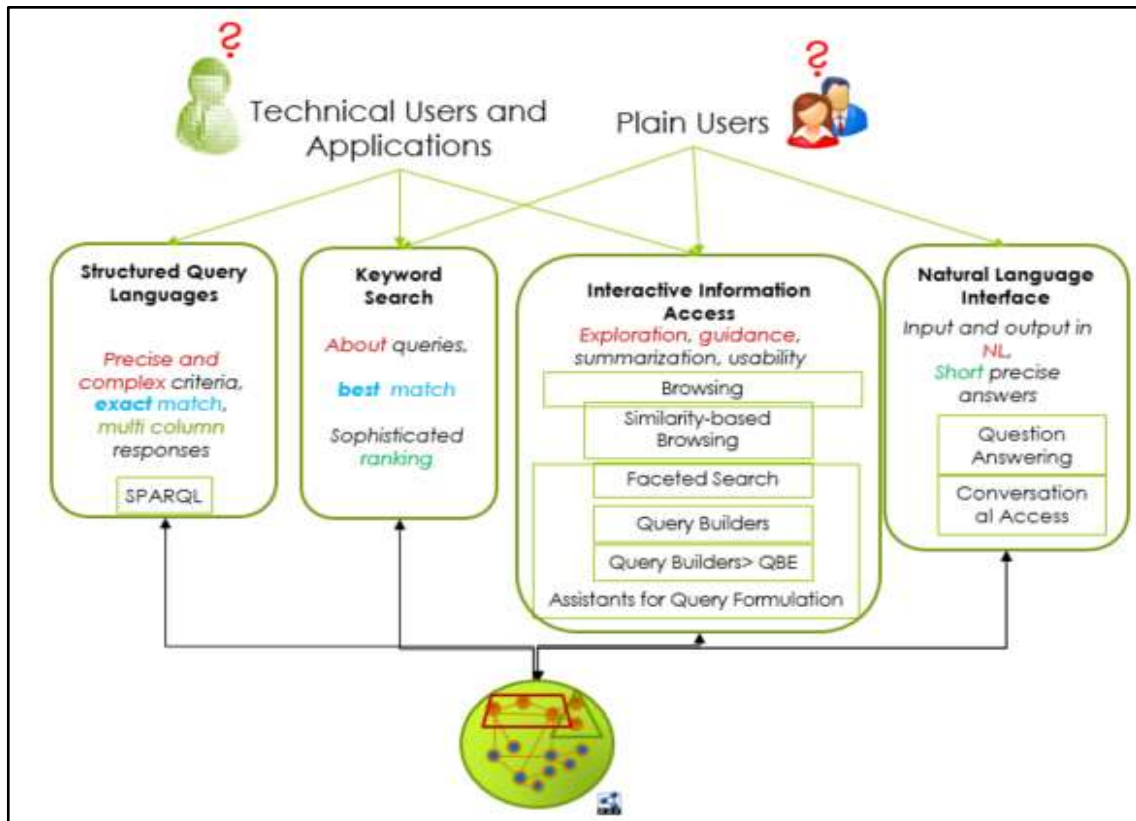 ?
?
Technical Users and
Applications
Plain Users
Structured Query
Languages
Precise and
complex criteria,
exact match,
multi column
responses
SPARQL
Keyword
Search
About queries,
best match
Sophisticated
ranking
Interactive Information
Access
Exploration, guidance,
summarization, usability
Browsing
Similarity-based
Browsing
Faceted Search
Query Builders
Query Builders> QBE
Assistants for Query Formulation
Natural Language
Interface
Input and output in
NL,
Short precise
answers
Question
Answering
Conversation
al Access